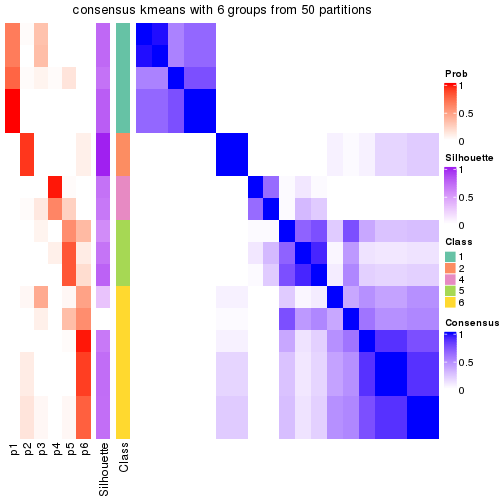 consensus kmeans with 6 groups from 50 partitions
p1
p2
p3
p4
p5
p6
Silhouette
Class
Prob
1
0.5
0
Silhouette
1
0.5
0
Class
1
2
4
5
6
Consensus
1
0.5
0